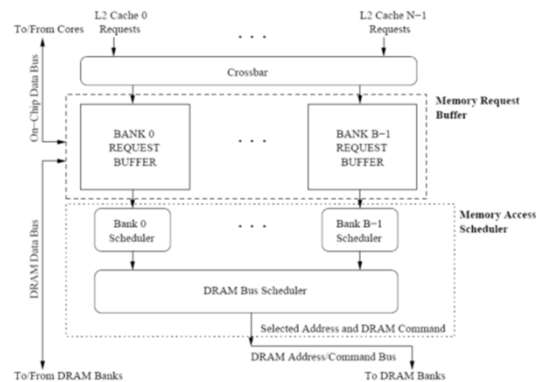 L2 Cache 0
Requests
. . .
L2 Cache N−1
Requests
To/From Cores
On−Chip Data Bus
Crossbar
Memory Request
Buffer
BANK 0
REQUEST
BUFFER
. . .
BANK B−1
REQUEST
BUFFER
Memory Access
Scheduler
Bank 0
Scheduler
. . .
Bank B−1
Scheduler
DRAM Data Bus
DRAM Bus Scheduler
Selected Address and DRAM Command
DRAM Address/Command Bus
To/From DRAM Banks
To DRAM Banks